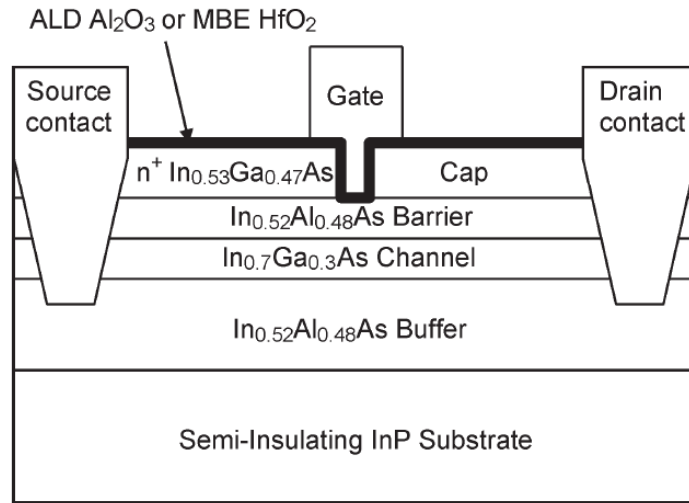 ALD Al₂O₃ or MBE HfO₂
Source
contact
Gate
Drain
contact
n⁺ In₀.₅₃Ga₀.₄₇As
Cap
In₀.₅₂Al₀.₄₈As Barrier
In₀.₇Ga₀.₃As Channel
In₀.₅₂Al₀.₄₈As Buffer
Semi-Insulating InP Substrate